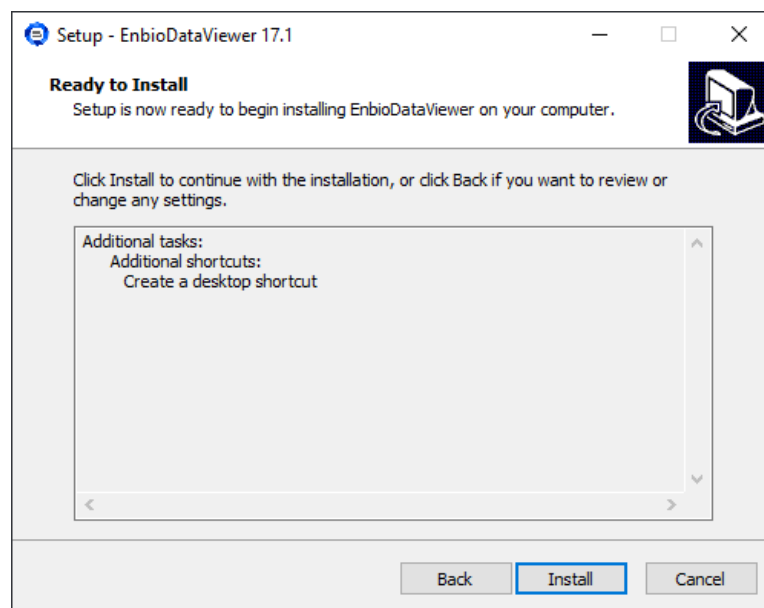 Setup - EnbioDataViewer 17.1
Ready to Install
Setup is now ready to begin installing EnbioDataViewer on your computer.
Click Install to continue with the installation, or click Back if you want to review or
change any settings.
Additional tasks:
Additional shortcuts:
Create a desktop shortcut
Back
Install
Cancel